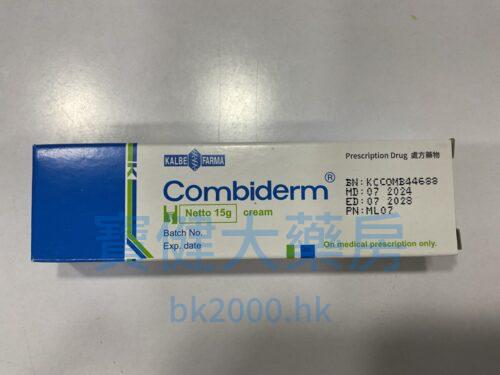 KALBE FARMA
Combiderm®
Netto 15g cream
Batch No.
Exp. date
Prescription Drug 處方藥物
BN: KCCOMB44688
MD: 07 2024
ED: 07 2028
PN: ML07
On medical prescription only.
K
寶健大藥房
bk2000.hk